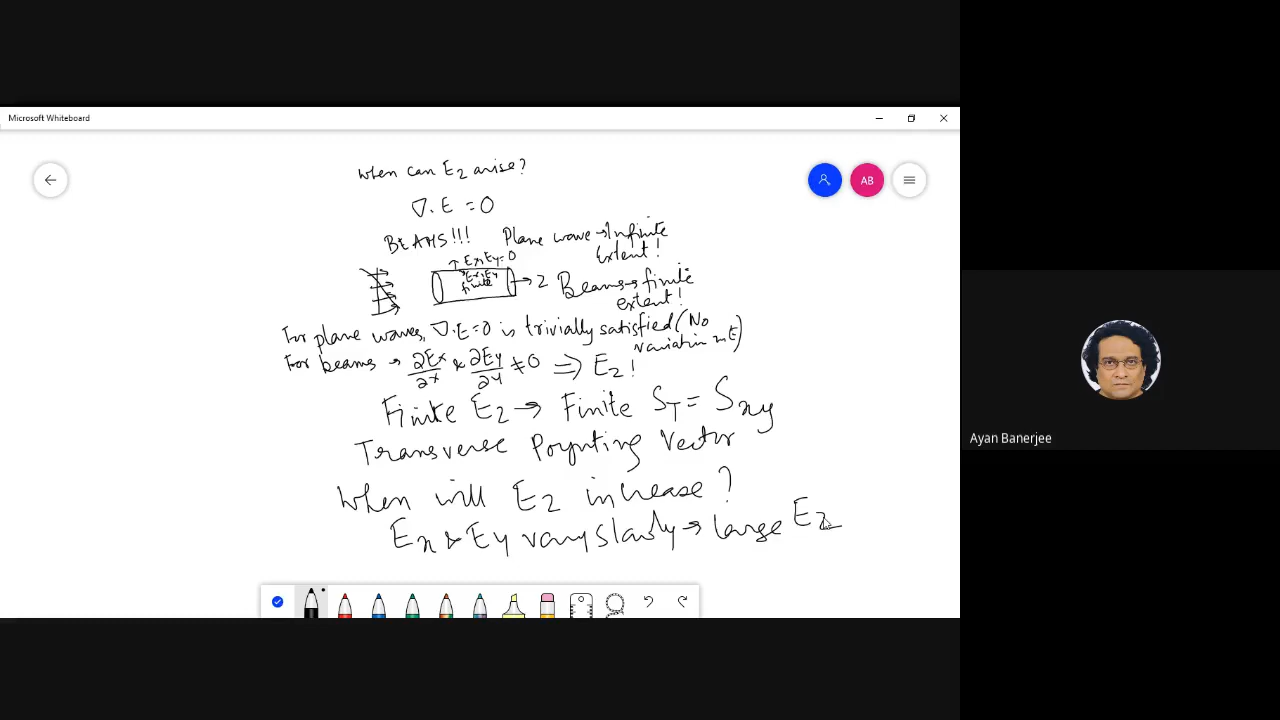 Microsoft Whiteboard
When can Ez arise?
∇.E = 0
BEAMS!!! Plane wave → Infinite Extent!
Ex, Ey = 0
Ex, Ey finite
→ z Beams → finite extent!
For plane waves, ∇.E = 0 is trivially satisfied (No variation in E)
For beams → ∂Ex/∂x & ∂Ey/∂y ≠ 0 ⇒ Ez!
Finite Ez → Finite S_T = Sxy
Transverse Poynting Vector
When will Ez increase?
Ex & Ey vary slowly → large Ez
AB
Ayan Banerjee